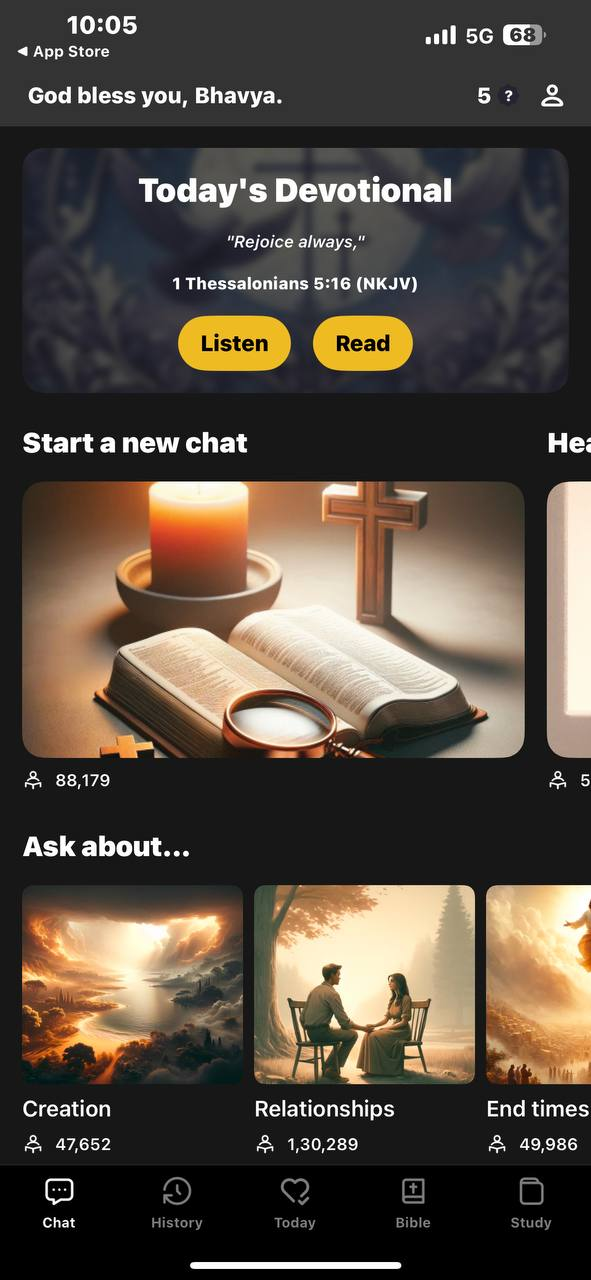 10:05
5G 68
◀ App Store
God bless you, Bhavya.
5 ?
Today's Devotional
"Rejoice always,"
1 Thessalonians 5:16 (NKJV)
Listen Read
Start a new chat
Hea
88,179
5
Ask about...
Creation
Relationships
End times
47,652
1,30,289
49,986
Chat
History
Today
Bible
Study